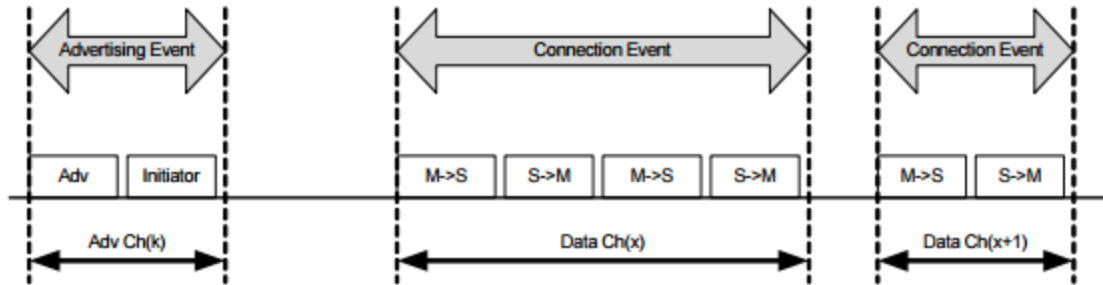 Advertising Event
Connection Event
Connection Event
Adv
Initiator
M->S
S->M
M->S
S->M
M->S
S->M
Adv Ch(k)
Data Ch(x)
Data Ch(x+1)